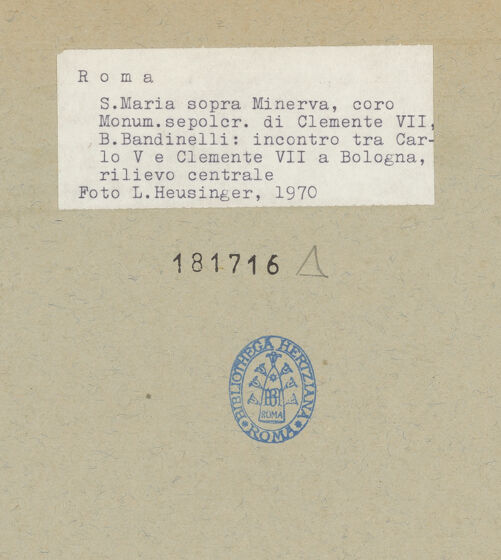 Roma
S.Maria sopra Minerva, coro
Monum.sepolcr. di Clemente VII,
B.Bandinelli: incontro tra Car-
lo V e Clemente VII a Bologna,
rilievo centrale
Foto L.Heusinger, 1970
181716
BIBLIOTHECA HERTZIANA
ROMA
ROMA